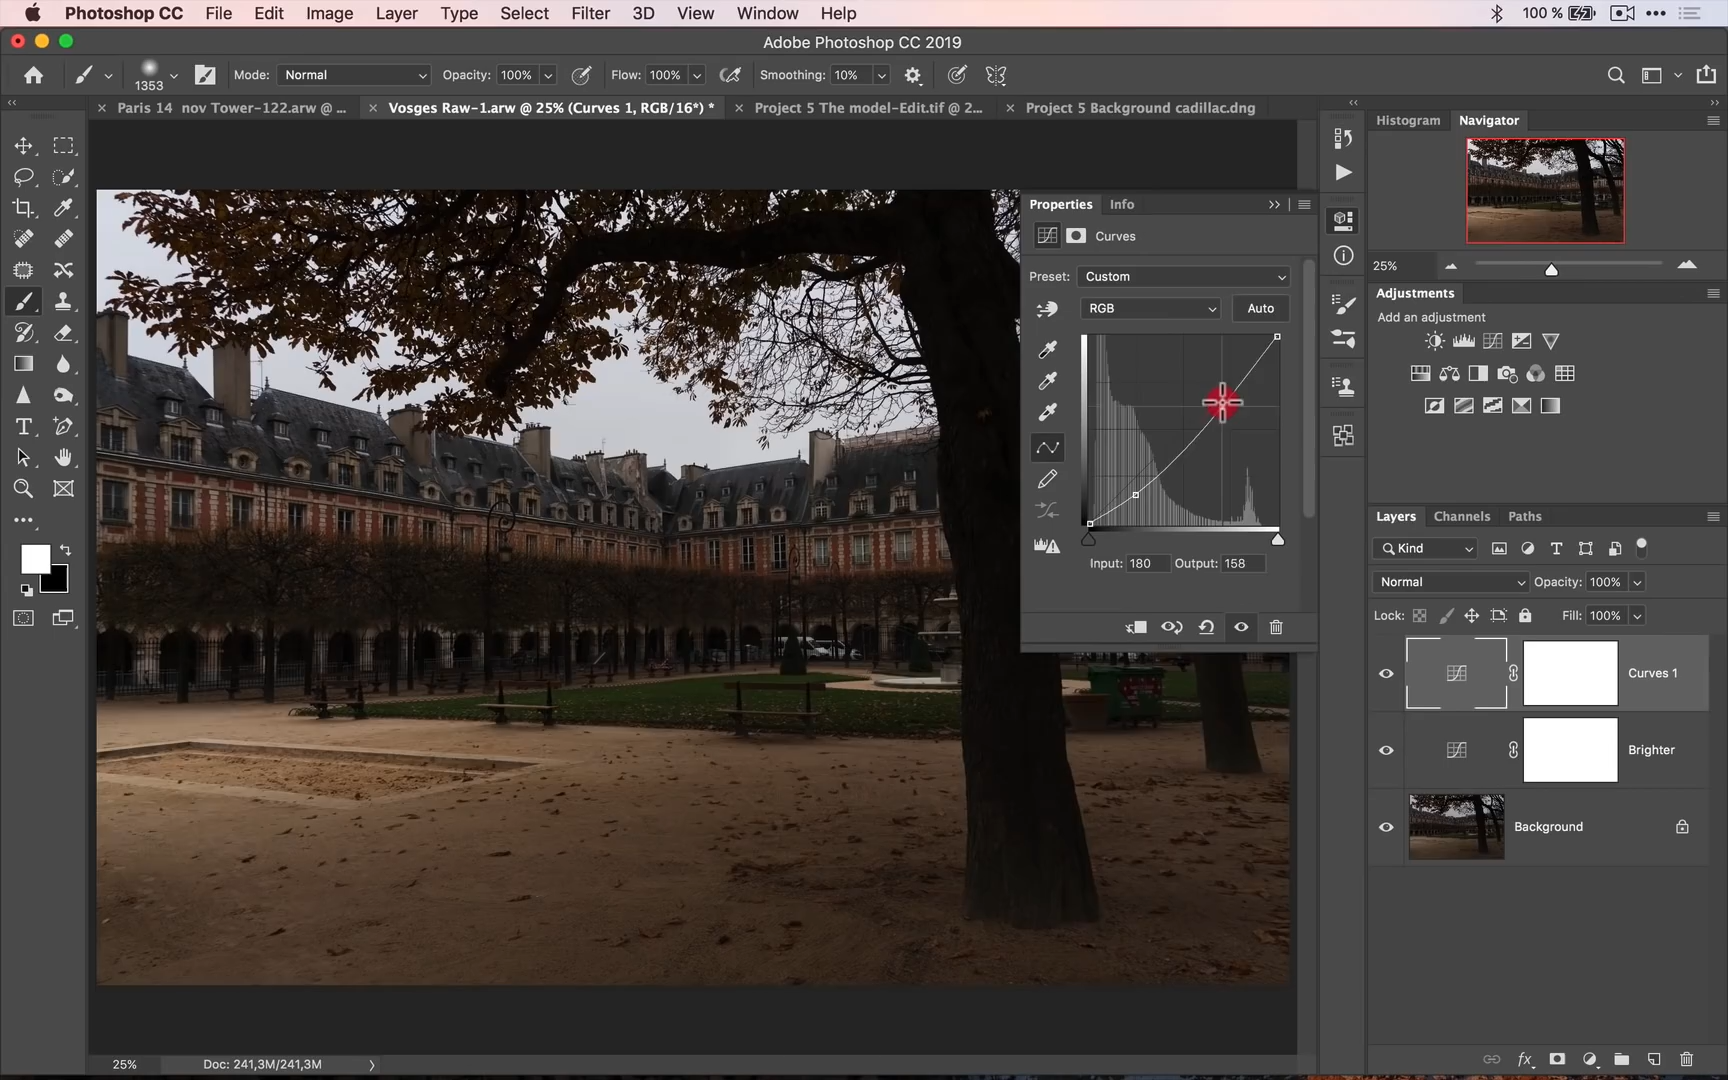 Photoshop CC File Edit Image Layer Type Select Filter 3D View Window Help 100 %
Adobe Photoshop CC 2019
1353 Mode: Normal Opacity: 100% Flow: 100% Smoothing: 10%
Paris 14 nov Tower-122.arw @ ... Vosges Raw-1.arw @ 25% (Curves 1, RGB/16*) * Project 5 The model-Edit.tif @ 2... Project 5 Background cadillac.dng
Histogram Navigator
25%
Properties Info
Curves
Preset: Custom
RGB Auto
Input: 180 Output: 158
Adjustments
Add an adjustment
Layers Channels Paths
Kind
Normal Opacity: 100%
Lock: Fill: 100%
Curves 1
Brighter
Background
25% Doc: 241,3M/241,3M